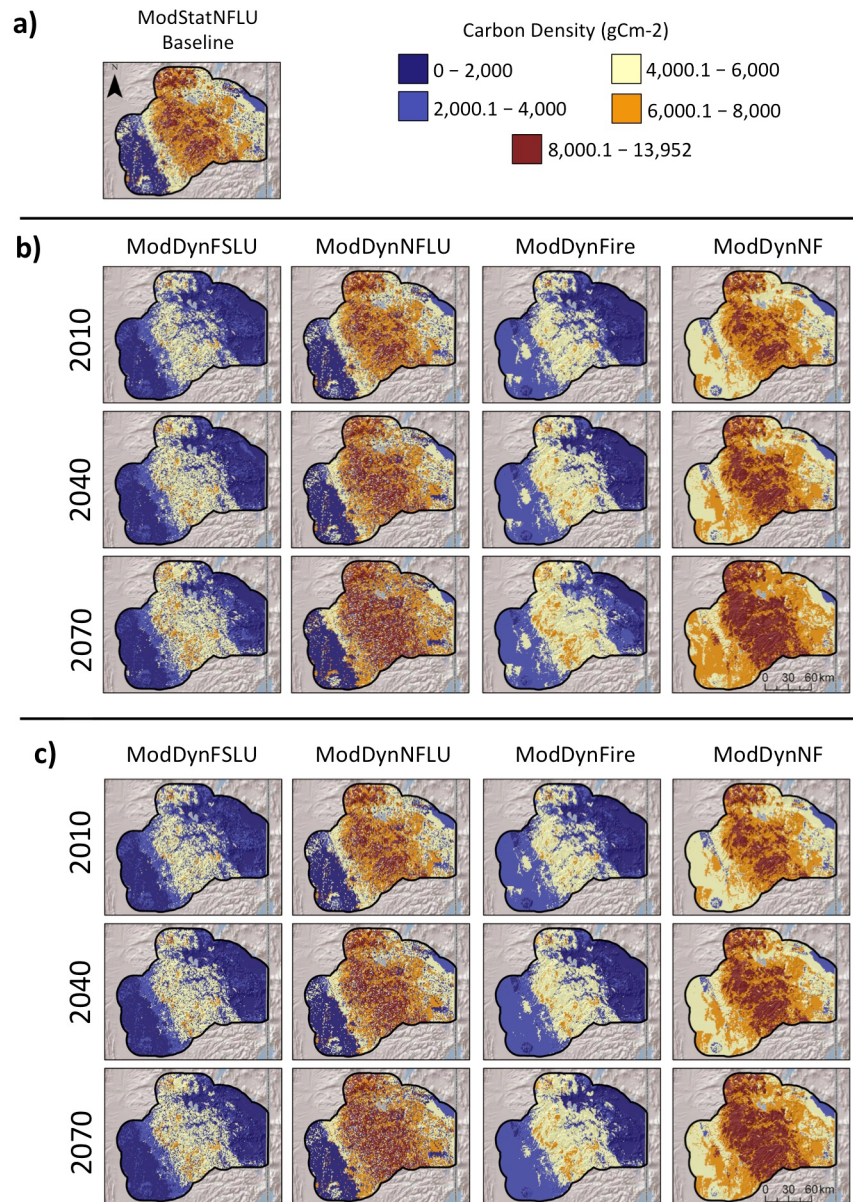 a)
ModStatNFLU
Baseline
N
Carbon Density (gCm-2)
0 – 2,000
4,000.1 – 6,000
2,000.1 – 4,000
6,000.1 – 8,000
8,000.1 – 13,952
b)
ModDynFSLU ModDynNFLU ModDynFire ModDynNF
2010
2040
2070
0 30 60 km
c)
ModDynFSLU ModDynNFLU ModDynFire ModDynNF
2010
2040
2070
0 30 60 km